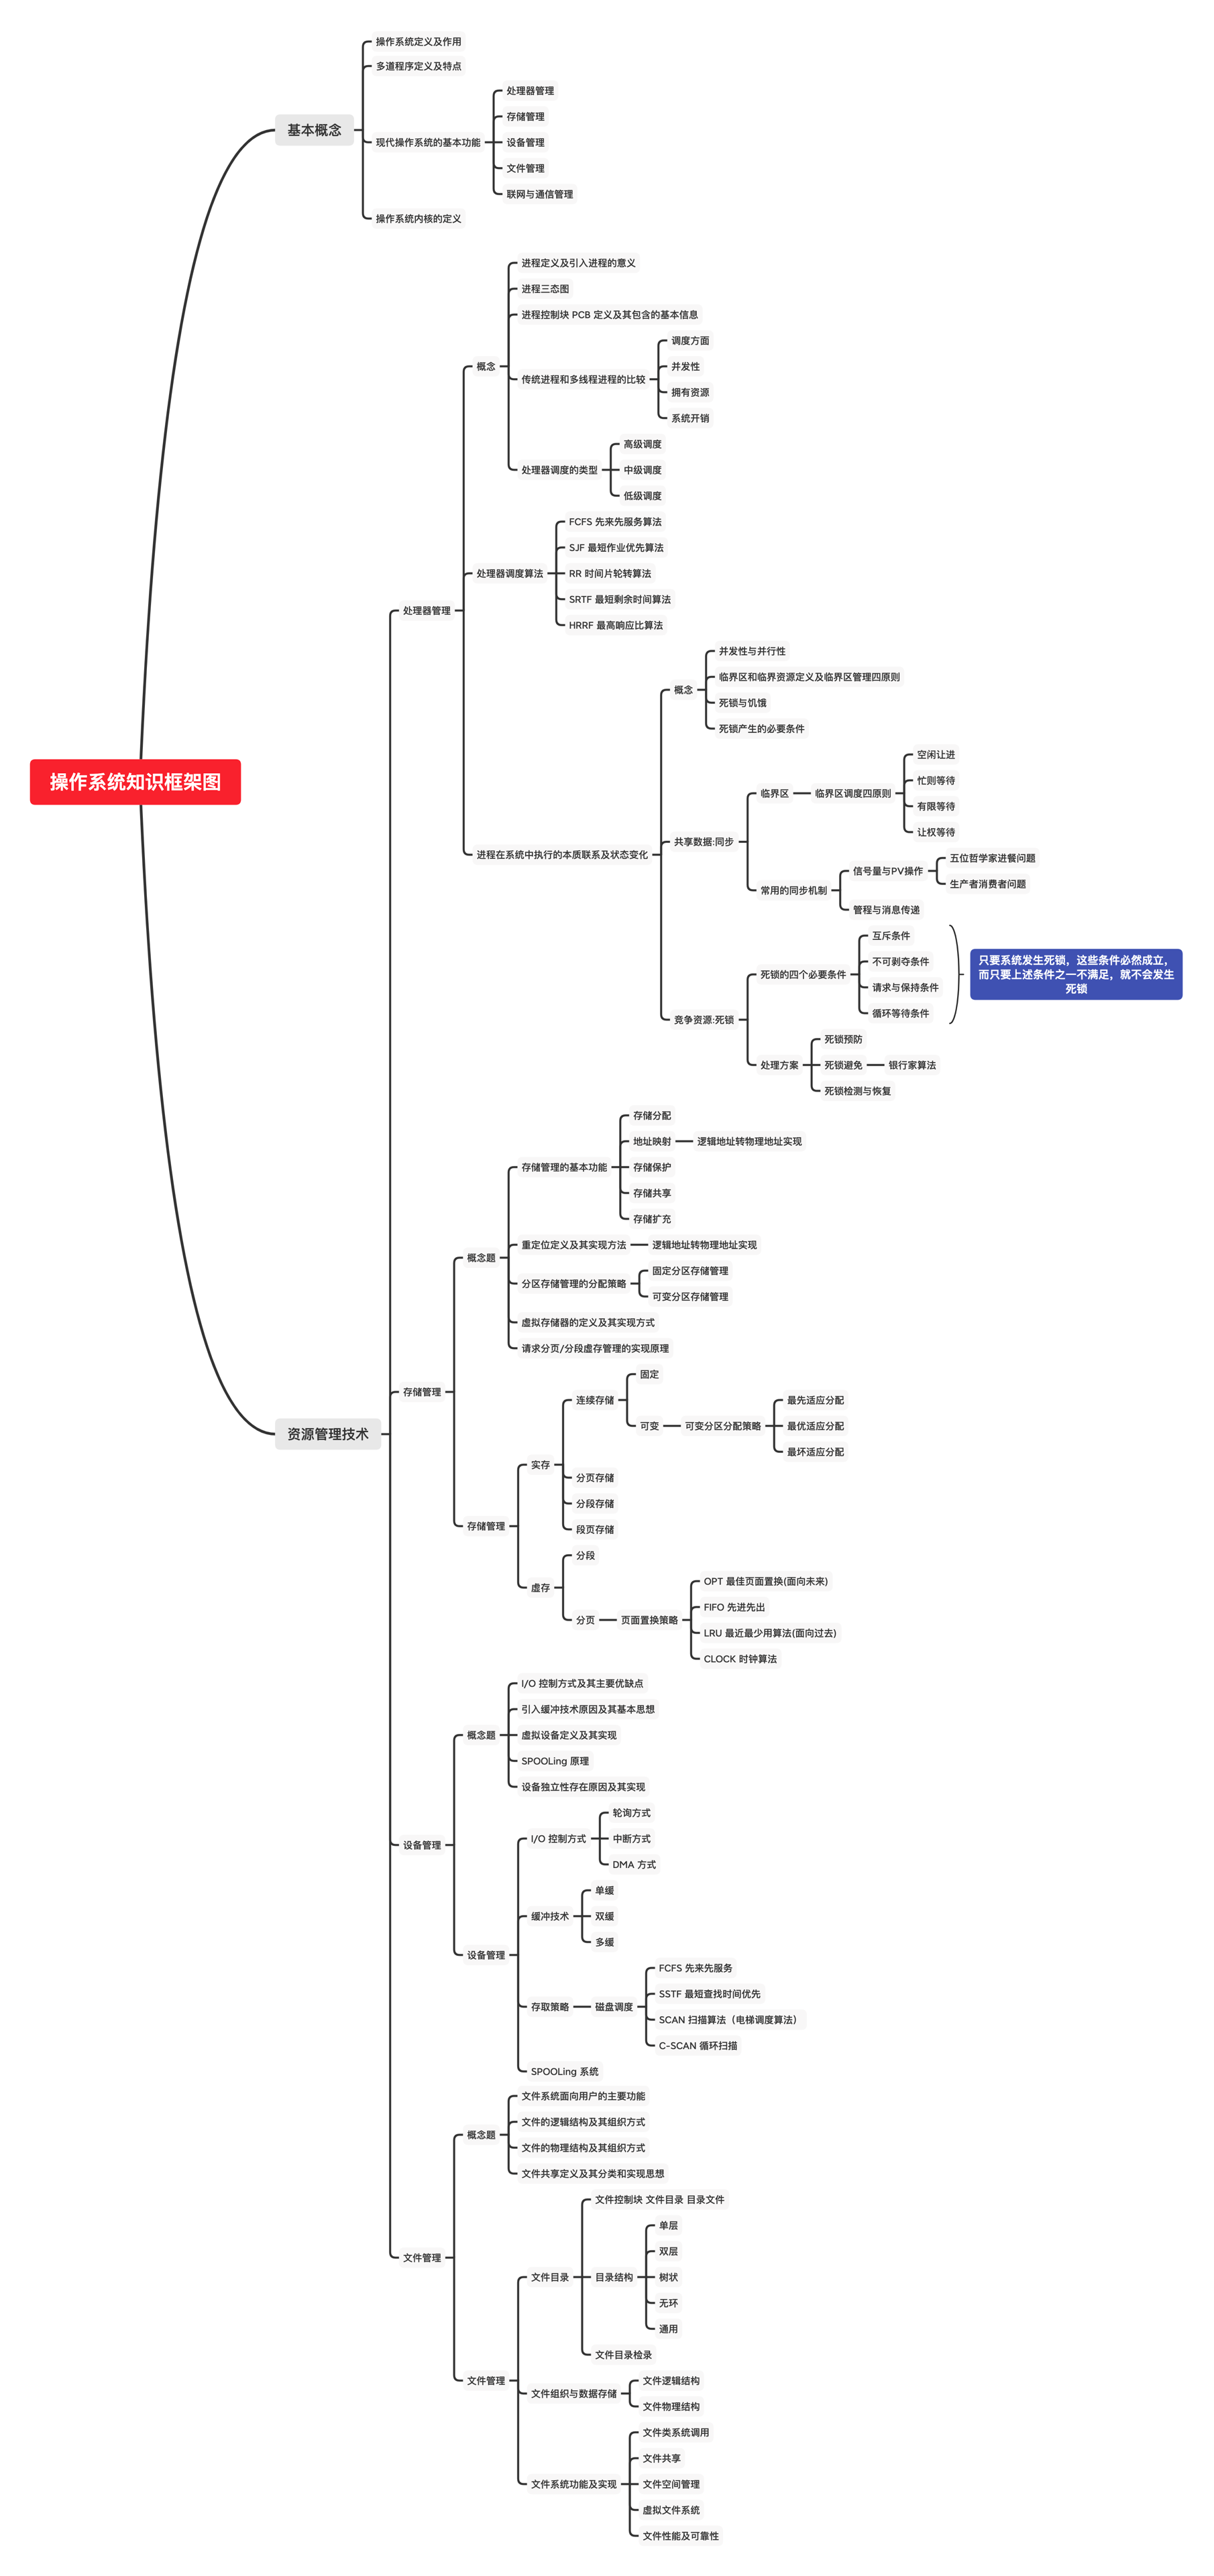 操作系统知识框架图
基本概念
操作系统定义及作用
多道程序定义及特点
现代操作系统的基本功能
处理器管理
存储管理
设备管理
文件管理
联网与通信管理
操作系统内核的定义
资源管理技术
处理器管理
概念
进程定义及引入进程的意义
进程三态图
进程控制块 PCB 定义及其包含的基本信息
传统进程和多线程进程的比较
调度方面
并发性
拥有资源
系统开销
处理器调度的类型
高级调度
中级调度
低级调度
处理器调度算法
FCFS 先来先服务算法
SJF 最短作业优先算法
RR 时间片轮转算法
SRTF 最短剩余时间算法
HRRF 最高响应比算法
进程在系统中执行的本质联系及状态变化
概念
并发性与并行性
临界区和临界资源定义及临界区管理四原则
死锁与饥饿
死锁产生的必要条件
共享数据:同步
临界区
临界区调度四原则
空闲让进
忙则等待
有限等待
让权等待
常用的同步机制
信号量与PV操作
五位哲学家进餐问题
生产者消费者问题
管程与消息传递
竞争资源:死锁
死锁的四个必要条件
互斥条件
不可剥夺条件
请求与保持条件
循环等待条件
只要系统发生死锁，这些条件必然成立，
而只要上述条件之一不满足，就不会发生
死锁
处理方案
死锁预防
死锁避免
银行家算法
死锁检测与恢复
存储管理
概念题
存储管理的基本功能
存储分配
地址映射
逻辑地址转物理地址实现
存储保护
存储共享
存储扩充
重定位定义及其实现方法
逻辑地址转物理地址实现
分区存储管理的分配策略
固定分区存储管理
可变分区存储管理
虚拟存储器的定义及其实现方式
请求分页/分段虚存管理的实现原理
存储管理
实存
连续存储
固定
可变
可变分区分配策略
最先适应分配
最优适应分配
最坏适应分配
分页存储
分段存储
段页存储
虚存
分段
分页
页面置换策略
OPT 最佳页面置换(面向未来)
FIFO 先进先出
LRU 最近最少用算法(面向过去)
CLOCK 时钟算法
设备管理
概念题
I/O 控制方式及其主要优缺点
引入缓冲技术原因及其基本思想
虚拟设备定义及其实现
SPOOLing 原理
设备独立性存在原因及其实现
设备管理
I/O 控制方式
轮询方式
中断方式
DMA 方式
缓冲技术
单缓
双缓
多缓
存取策略
磁盘调度
FCFS 先来先服务
SSTF 最短查找时间优先
SCAN 扫描算法（电梯调度算法）
C-SCAN 循环扫描
SPOOLing 系统
文件管理
概念题
文件系统面向用户的主要功能
文件的逻辑结构及其组织方式
文件的物理结构及其组织方式
文件共享定义及其分类和实现思想
文件管理
文件目录
文件控制块 文件目录 目录文件
目录结构
单层
双层
树状
无环
通用
文件目录检录
文件组织与数据存储
文件逻辑结构
文件物理结构
文件系统功能及实现
文件类系统调用
文件共享
文件空间管理
虚拟文件系统
文件性能及可靠性